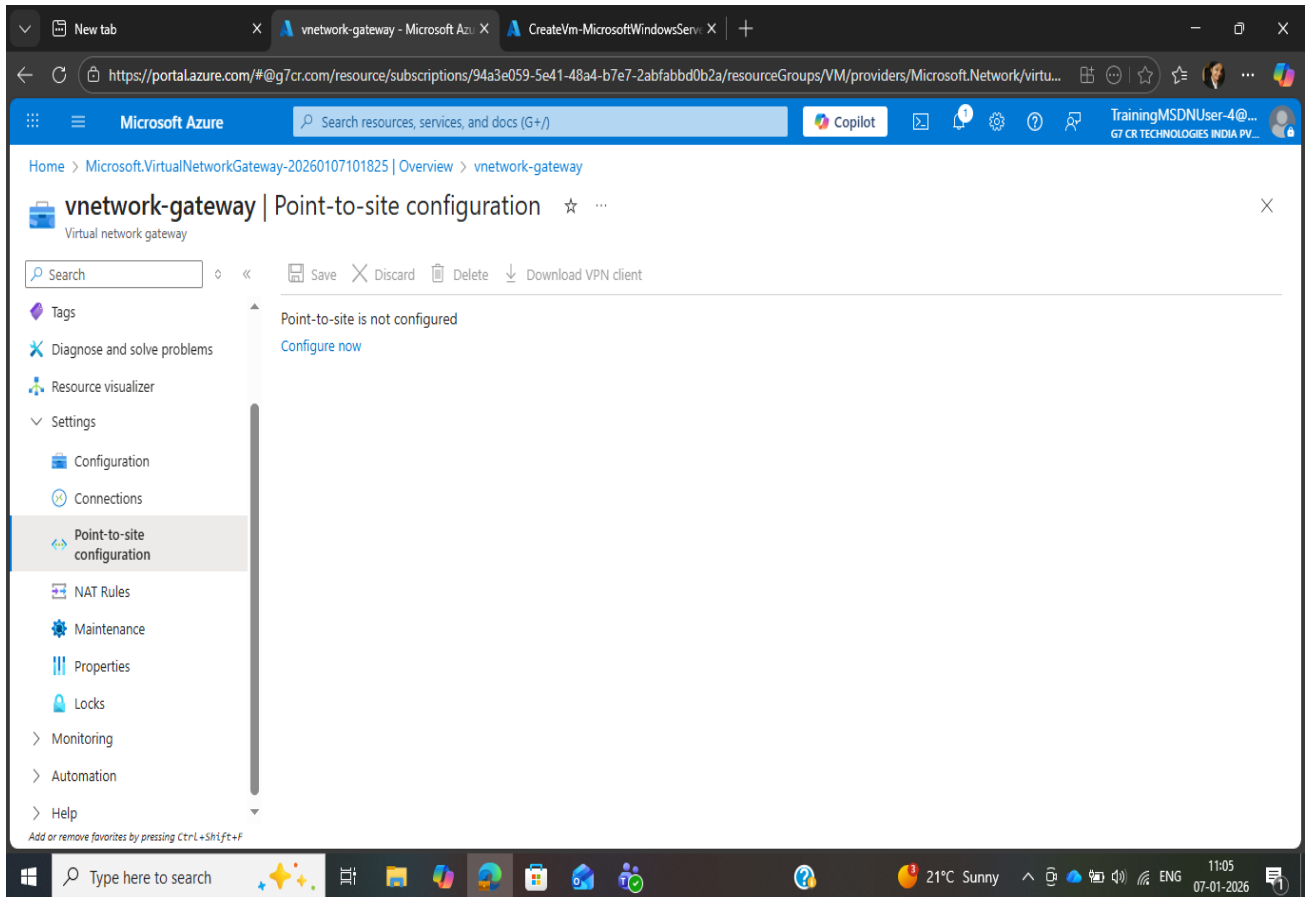 New tab
vnetwork-gateway - Microsoft Azu
CreateVm-MicrosoftWindowsServe
https://portal.azure.com/#@g7cr.com/resource/subscriptions/94a3e059-5e41-48a4-b7e7-2abfabbd0b2a/resourceGroups/VM/providers/Microsoft.Network/virtu...
Microsoft Azure
Search resources, services, and docs (G+/)
Copilot
1
TrainingMSDNUser-4@...
G7 CR TECHNOLOGIES INDIA PV...
Home > Microsoft.VirtualNetworkGateway-20260107101825 | Overview > vnetwork-gateway
vnetwork-gateway | Point-to-site configuration
Virtual network gateway
Search
Save Discard Delete Download VPN client
Tags
Diagnose and solve problems
Resource visualizer
Settings
Configuration
Connections
Point-to-site
configuration
NAT Rules
Maintenance
Properties
Locks
Monitoring
Automation
Help
Add or remove favorites by pressing Ctrl+Shift+F
Point-to-site is not configured
Configure now
Type here to search
3
21°C Sunny
ENG
11:05
07-01-2026
1